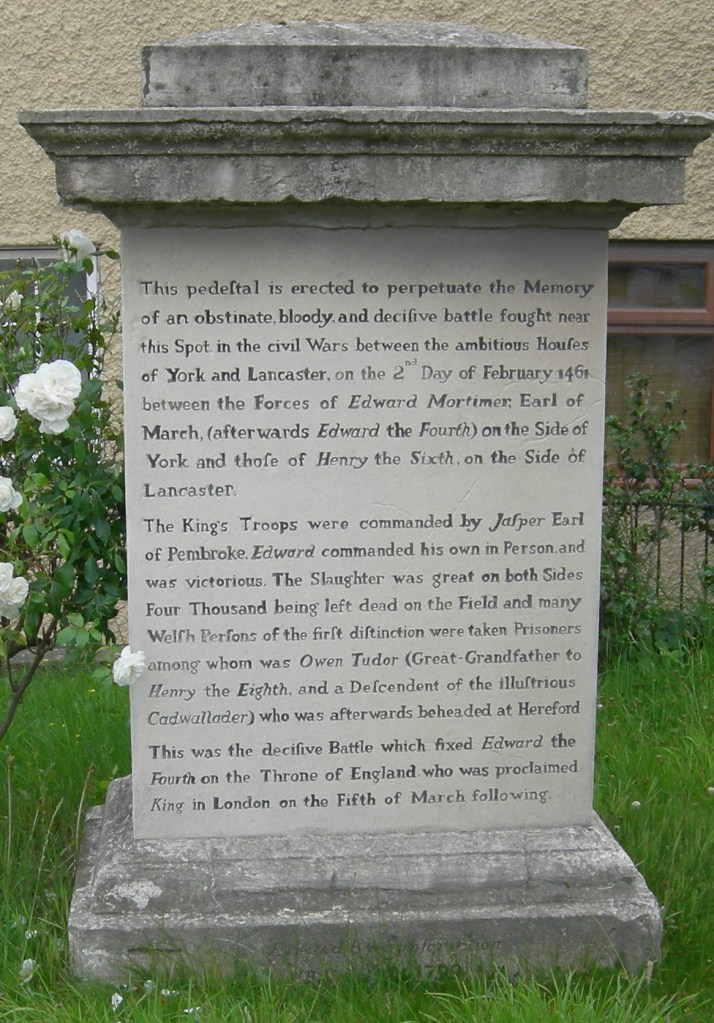 This pedeſtal is erected to perpetuate the Memory
of an obstinate, bloody, and deciſive battle fought near
this Spot in the civil Wars between the ambitious Houſes
of York and Lancaster, on the 2nd Day of February 1461
between the Forces of Edward Mortimer, Earl of
March, (afterwards Edward the Fourth) on the Side of
York and thoſe of Henry the Sixth, on the Side of
Lancaster.
The King's Troops were commanded by Jaſper Earl
of Pembroke. Edward commanded his own in Person, and
was victorious. The Slaughter was great on both Sides
Four Thousand being left dead on the Field and many
Welſh Perſons of the firſt diſtinction were taken Prisoners
among whom was Owen Tudor (Great-Grandfather to
Henry the Eighth, and a Deſcendent of the illuſtrious
Cadwallader) who was afterwards beheaded at Hereford
This was the deciſive Battle which fixed Edward the
Fourth on the Throne of England who was proclaimed
King in London on the Fifth of March following.
Erected by Subſcription
1799